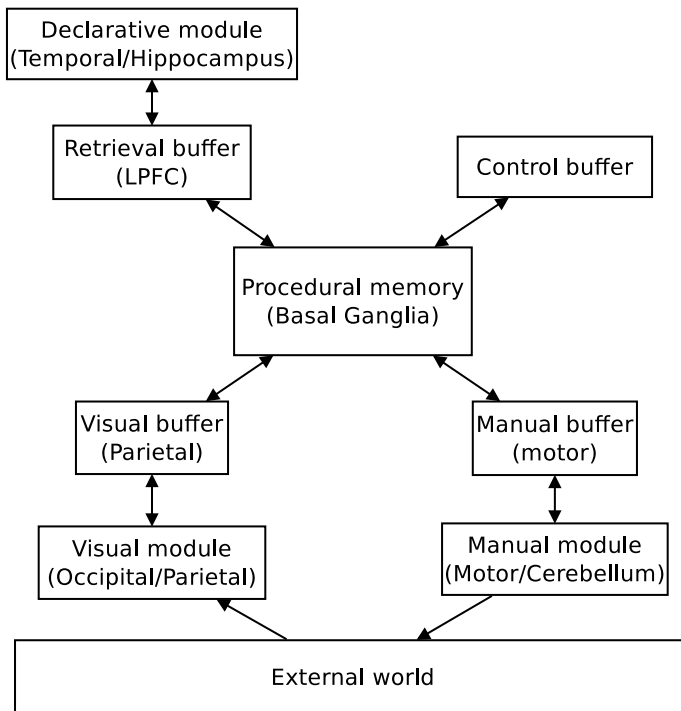 Declarative module
(Temporal/Hippocampus)
Retrieval buffer
(LPFC)
Control buffer
Procedural memory
(Basal Ganglia)
Visual buffer
(Parietal)
Manual buffer
(motor)
Visual module
(Occipital/Parietal)
Manual module
(Motor/Cerebellum)
External world